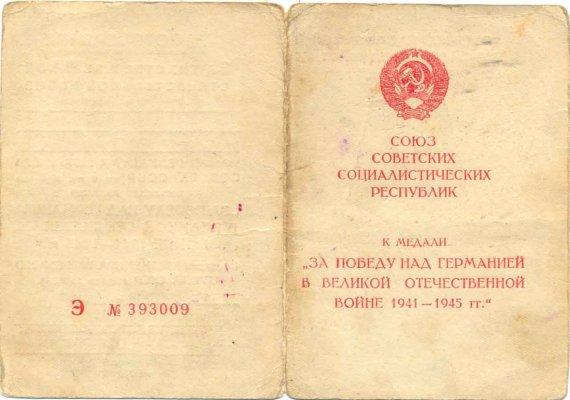 Э № 393009
СОЮЗ
СОВЕТСКИХ
СОЦИАЛИСТИЧЕСКИХ
РЕСПУБЛИК
К МЕДАЛИ
„ЗА ПОБЕДУ НАД ГЕРМАНИЕЙ
В ВЕЛИКОЙ ОТЕЧЕСТВЕННОЙ
ВОЙНЕ 1941—1945 гг.“